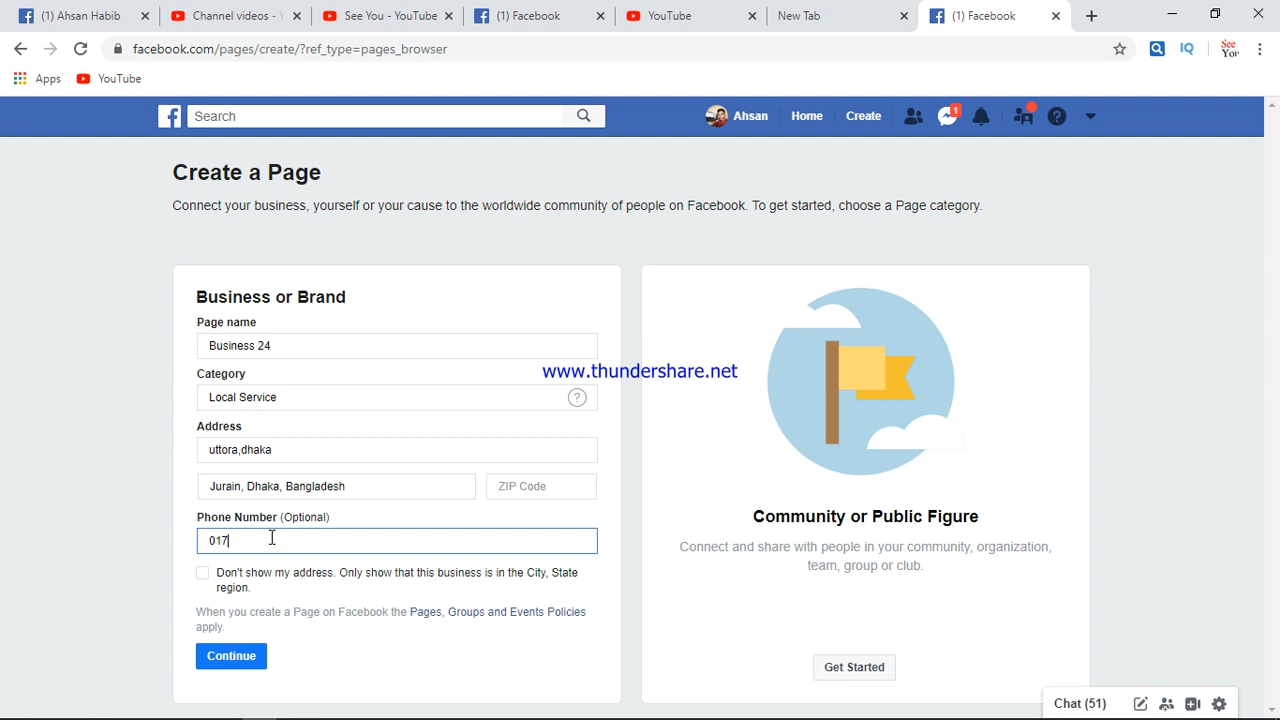 (1) Ahsan Habib
Channel videos - Y
See You - YouTube
(1) Facebook
YouTube
New Tab
(1) Facebook
facebook.com/pages/create/?ref_type=pages_browser
IQ
See You
Apps
YouTube
f
Search
Ahsan
Home
Create
1
?
Create a Page
Connect your business, yourself or your cause to the worldwide community of people on Facebook. To get started, choose a Page category.
Business or Brand
Page name
Business 24
www.thundershare.net
Category
Local Service
?
Address
uttora,dhaka
Jurain, Dhaka, Bangladesh
ZIP Code
Phone Number (Optional)
017
Don't show my address. Only show that this business is in the City, State
region.
When you create a Page on Facebook the Pages, Groups and Events Policies
apply.
Continue
Community or Public Figure
Connect and share with people in your community, organization,
team, group or club.
Get Started
Chat (51)